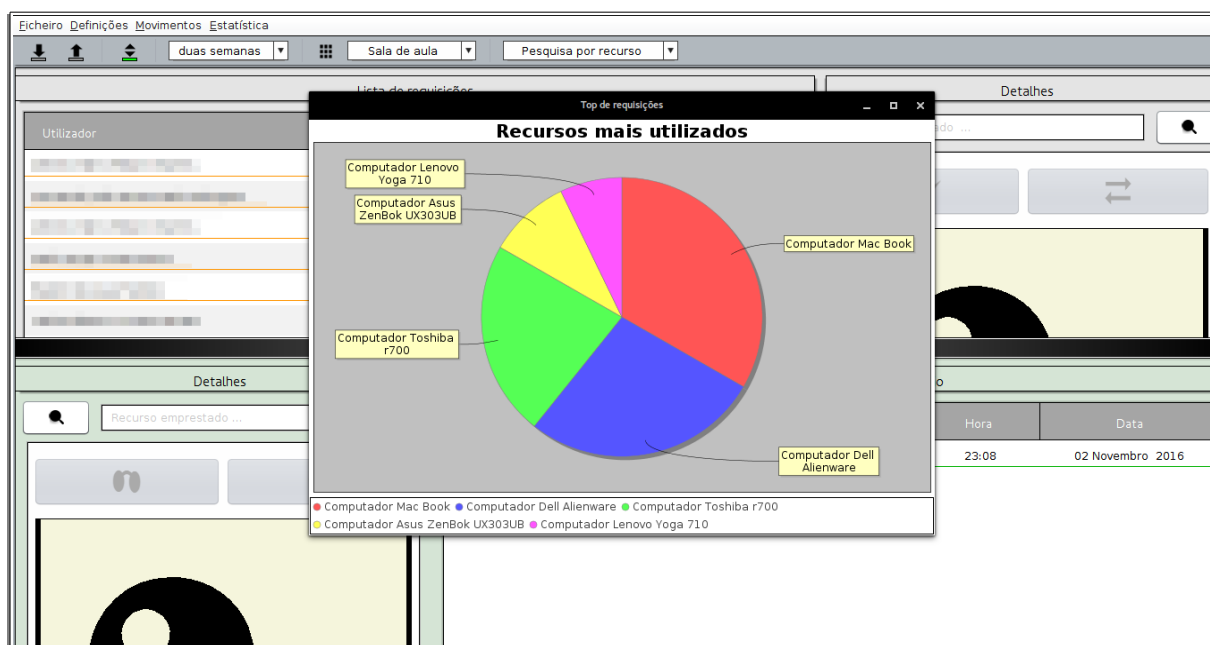 Ficheiro Definições Movimentos Estatística
duas semanas
Sala de aula
Pesquisa por recurso
Lista de requisições
Detalhes
Top de requisições
Recursos mais utilizados
Utilizador
do ...
Computador Lenovo
Yoga 710
Computador Asus
ZenBok UX303UB
Computador Mac Book
Computador Toshiba
r700
Computador Dell
Alienware
Computador Mac Book Computador Dell Alienware Computador Toshiba r700
Computador Asus ZenBok UX303UB Computador Lenovo Yoga 710
Detalhes
o
Recurso emprestado ...
Hora
Data
23:08
02 Novembro 2016